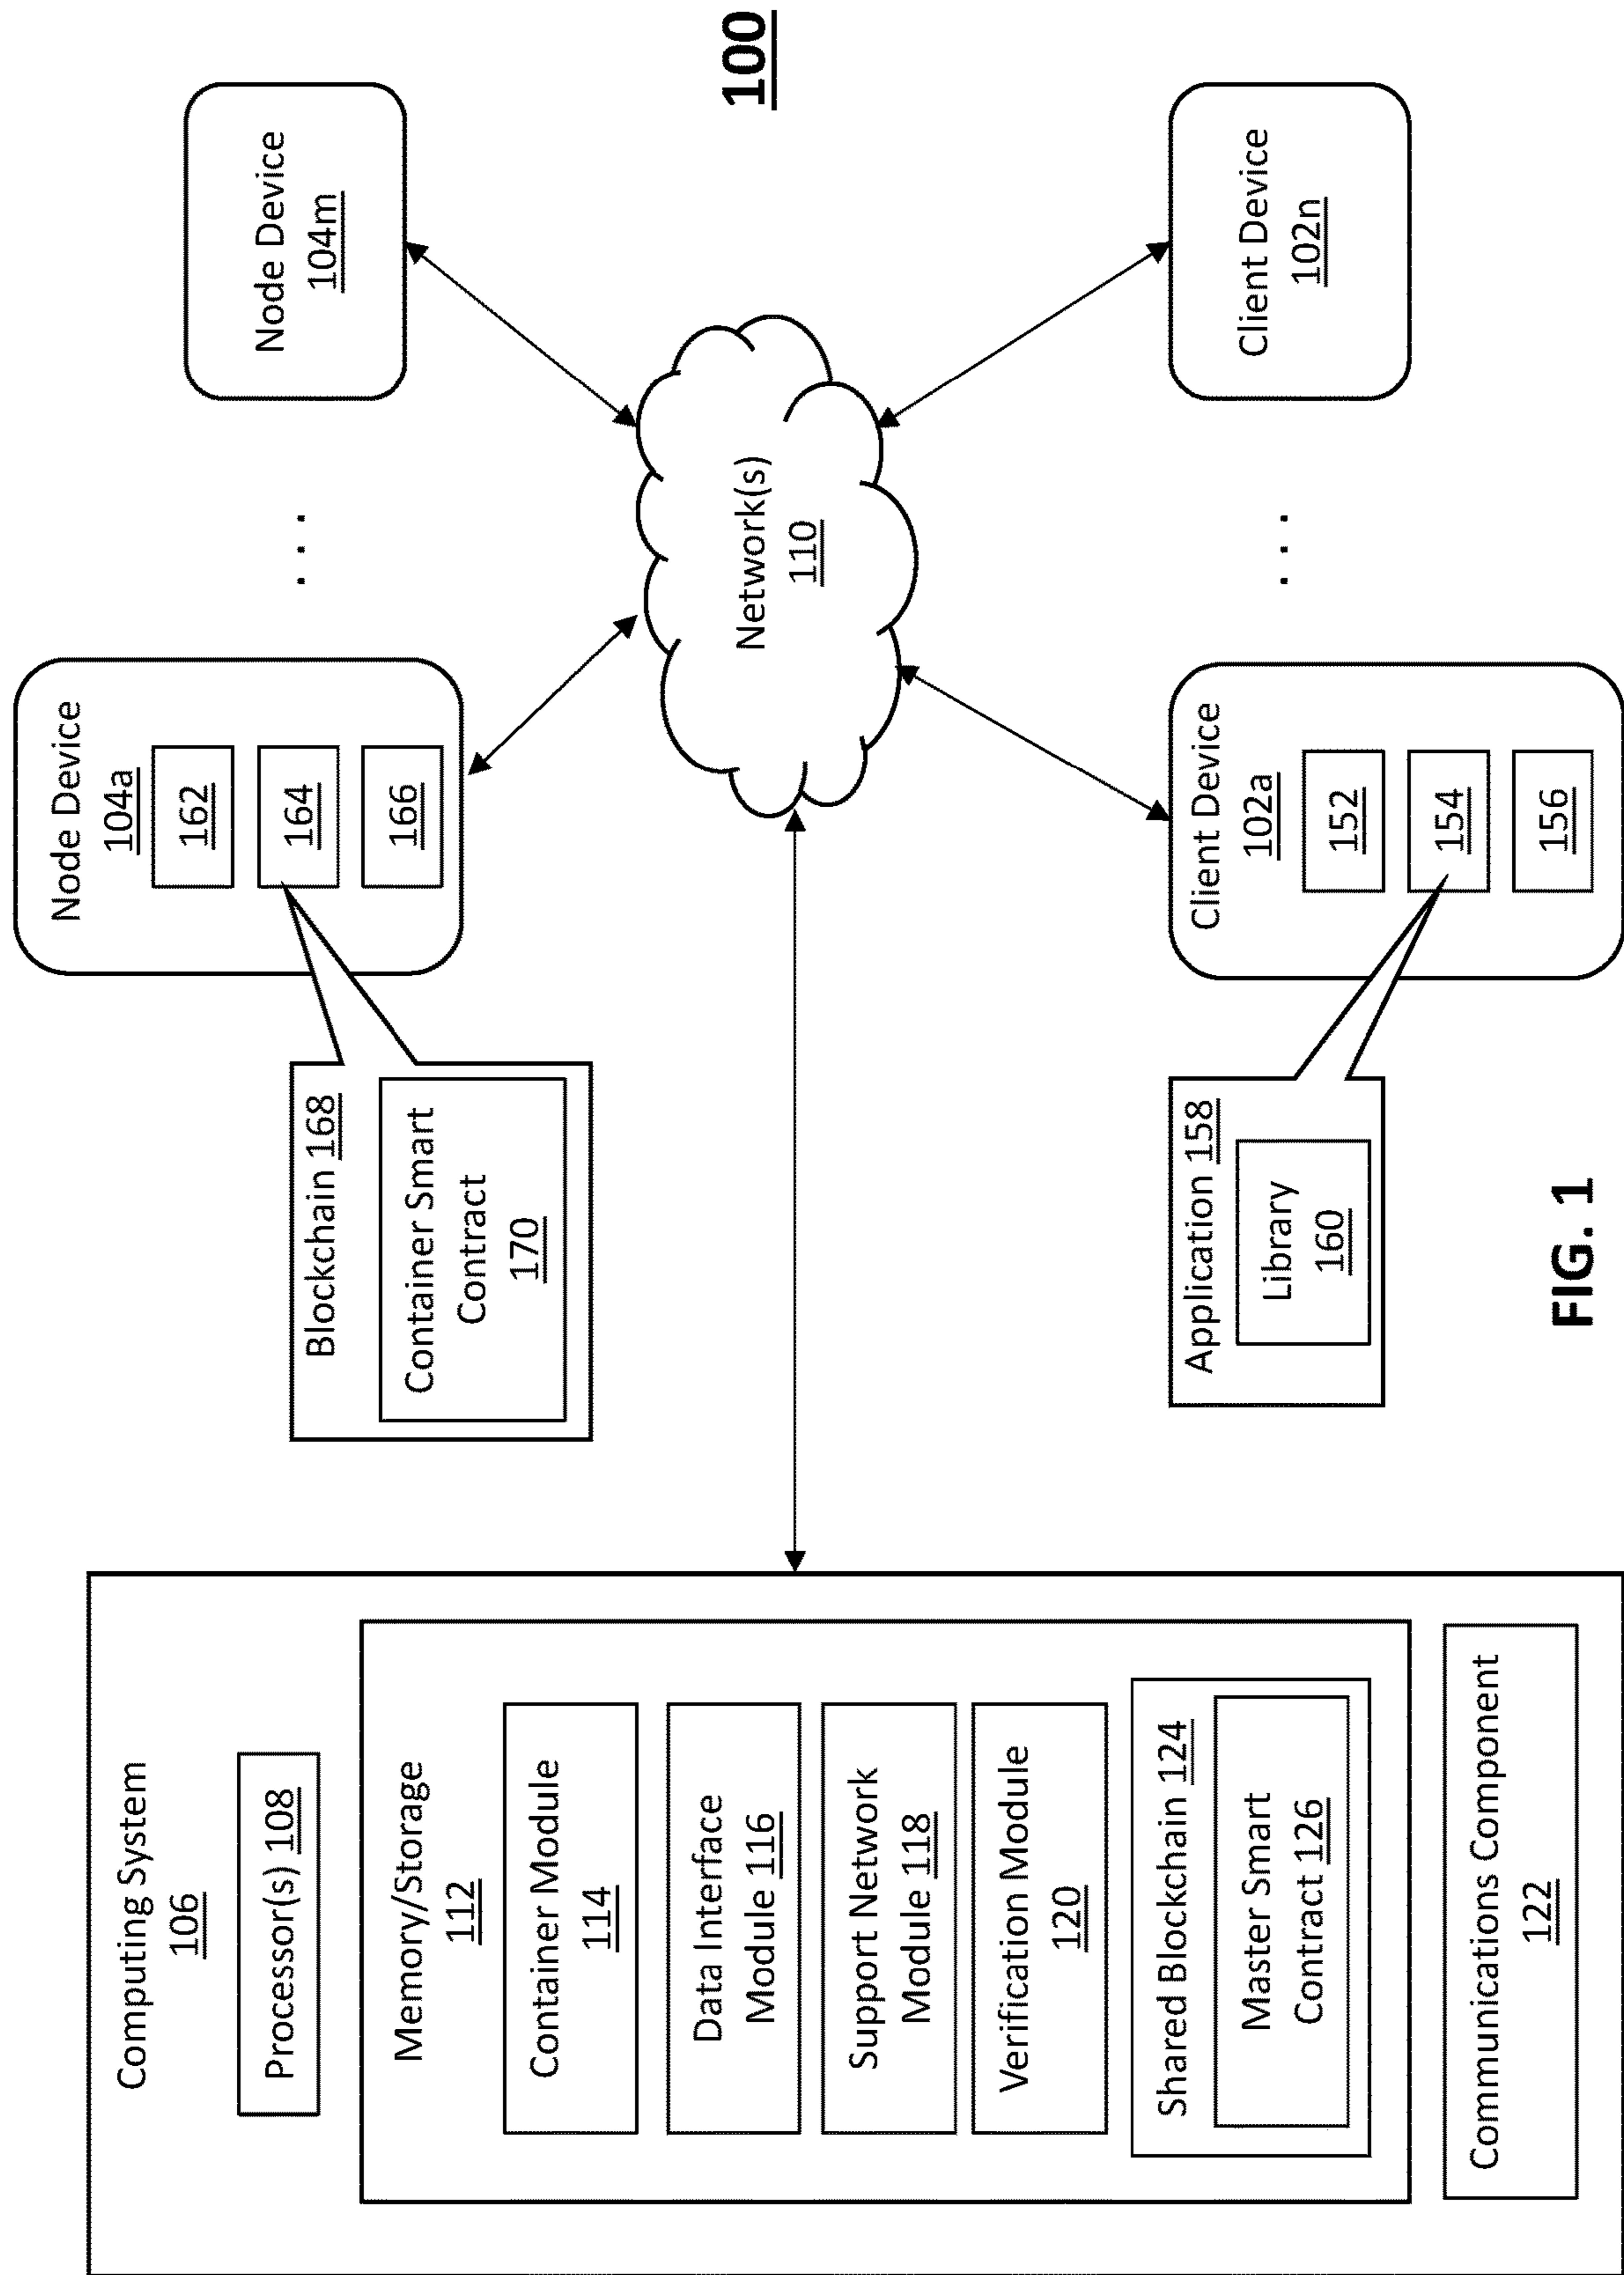 100
Computing System
106
Processor(s) 108
Memory/Storage
112
Container Module
114
Data Interface
Module 116
Support Network
Module 118
Verification Module
120
Shared Blockchain 124
Master Smart
Contract 126
Communications Component
122
Blockchain 168
Container Smart
Contract
170
Node Device
104a
162
164
166
. . .
Node Device
104m
Network(s)
110
Application 158
Library
160
Client Device
102a
152
154
156
. . .
Client Device
102n
FIG. 1